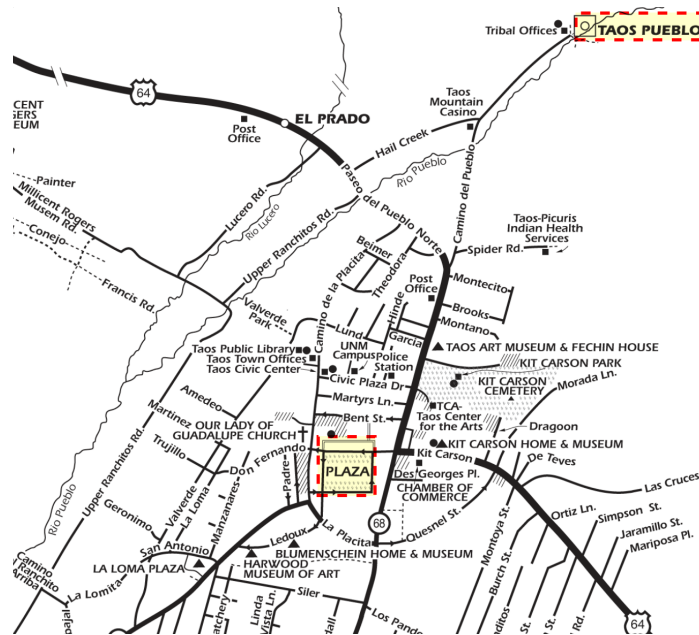 Tribal Offices
TAOS PUEBLO
64
CENT
GERS
EUM
Post
Office
EL PRADO
Taos
Mountain
Casino
Hail Creek
Rio Pueblo
Camino del Pueblo
Paseo del Pueblo Norte
Painter
Millicent Rogers
Musem Rd.
Conejo
Francis Rd.
Lucero Rd.
Rio Lucero
Upper Ranchitos Rd.
Taos-Picuris
Indian Health
Services
Spider Rd.
Beimer
Theodora
Camino de la Placita
Hinde
Post
Office
Montecito
Brooks
Montano
Garcia
Valverde
Park
Lund
UNM
Campus
Police
Station
Taos Public Library
Taos Town Offices
Taos Civic Center
Civic Plaza Dr
TAOS ART MUSEUM & FECHIN HOUSE
KIT CARSON PARK
KIT CARSON
CEMETERY
Morada Ln.
Martyrs Ln.
Bent St.
TCA-
Taos Center
for the Arts
Dragoon
Amedeo
Martinez
Trujillo
OUR LADY OF
GUADALUPE CHURCH
Don Fernando
Padre
PLAZA
Kit Carson
KIT CARSON HOME & MUSEUM
De Teves
Des Georges Pl.
CHAMBER OF
COMMERCE
Las Cruces
Upper Ranchitos Rd.
Rio Pueblo
Geronimo
Valverde
La Loma
Manzanares
San Antonio
LA LOMA PLAZA
La Lomita
Ledoux
La Placita
68
Quesnel St.
Montoya St.
Burch St.
Ortiz Ln.
Simpson St.
Jaramillo St.
Mariposa Pl.
BLUMENSCHEIN HOME & MUSEUM
HARWOOD
MUSEUM OF ART
Camino
Ranchito
Arriba
Siler
Linda
Vista Ln.
Los Pando
atchery
dall
nditos
St.
St.
Rd.
64